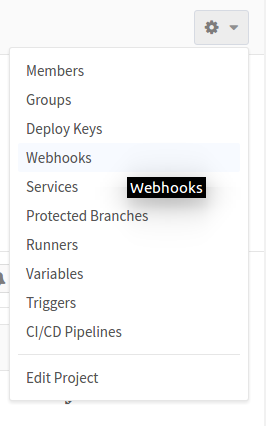 Members
Groups
Deploy Keys
Webhooks
Services
Webhooks
Protected Branches
Runners
Variables
Triggers
CI/CD Pipelines
Edit Project